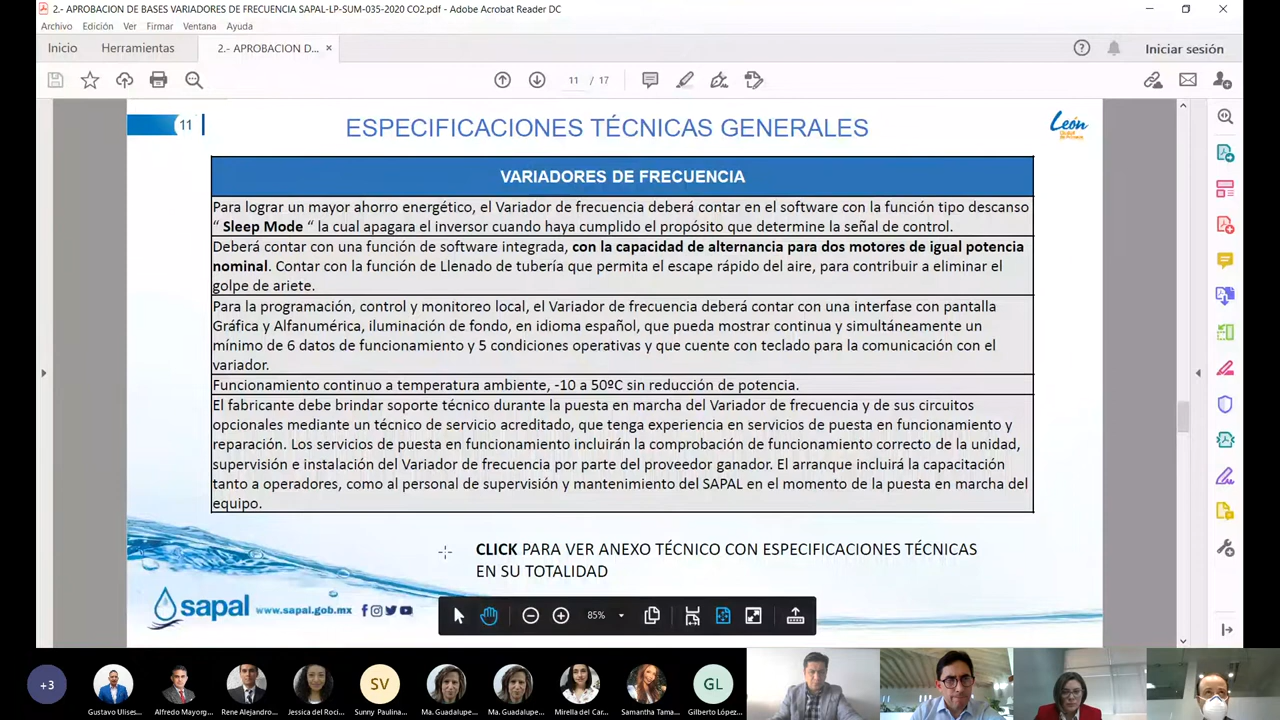 2.- APROBACION DE BASES VARIADORES DE FRECUENCIA SAPAL-LP-SUM-035-2020 CO2.pdf - Adobe Acrobat Reader DC
Archivo Edición Ver Firmar Ventana Ayuda
Inicio Herramientas 2.- APROBACION D... × Iniciar sesión
11 / 17
11
ESPECIFICACIONES TÉCNICAS GENERALES
León
VARIADORES DE FRECUENCIA
Para lograr un mayor ahorro energético, el Variador de frecuencia deberá contar en el software con la función tipo descanso
“ Sleep Mode “ la cual apagara el inversor cuando haya cumplido el propósito que determine la señal de control.
Deberá contar con una función de software integrada, con la capacidad de alternancia para dos motores de igual potencia
nominal. Contar con la función de Llenado de tubería que permita el escape rápido del aire, para contribuir a eliminar el
golpe de ariete.
Para la programación, control y monitoreo local, el Variador de frecuencia deberá contar con una interfase con pantalla
Gráfica y Alfanumérica, iluminación de fondo, en idioma español, que pueda mostrar continua y simultáneamente un
mínimo de 6 datos de funcionamiento y 5 condiciones operativas y que cuente con teclado para la comunicación con el
variador.
Funcionamiento continuo a temperatura ambiente, -10 a 50ºC sin reducción de potencia.
El fabricante debe brindar soporte técnico durante la puesta en marcha del Variador de frecuencia y de sus circuitos
opcionales mediante un técnico de servicio acreditado, que tenga experiencia en servicios de puesta en funcionamiento y
reparación. Los servicios de puesta en funcionamiento incluirán la comprobación de funcionamiento correcto de la unidad,
supervisión e instalación del Variador de frecuencia por parte del proveedor ganador. El arranque incluirá la capacitación
tanto a operadores, como al personal de supervisión y mantenimiento del SAPAL en el momento de la puesta en marcha del
equipo.
CLICK PARA VER ANEXO TÉCNICO CON ESPECIFICACIONES TÉCNICAS
EN SU TOTALIDAD
sapal www.sapal.gob.mx
85%
+3 SV GL
Gustavo Ulises... Alfredo Mayorg... Rene Alejandro... Jessica del Roci... Sunny Paulina... Ma. Guadalupe... Ma. Guadalupe... Mirella del Car... Samantha Tama... Gilberto López...